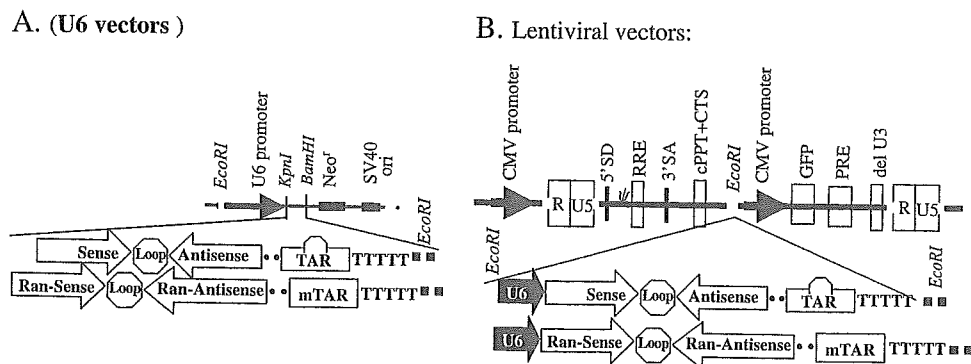 A. (U6 vectors )
EcoRI
U6 promoter
KpnI
BamHI
Neor
SV40
ori
EcoRI
Sense
Loop
Antisense
TAR
TTTTT
Ran-Sense
Loop
Ran-Antisense
mTAR
TTTTT
B. Lentiviral vectors:
CMV promoter
R
U5
5' SD
ψ
RRE
3' SA
cPPT+CTS
EcoRI
CMV promoter
GFP
PRE
del U3
R
U5
EcoRI
EcoRI
U6
Sense
Loop
Antisense
TAR
TTTTT
U6
Ran-Sense
Loop
Ran-Antisense
mTAR
TTTTT